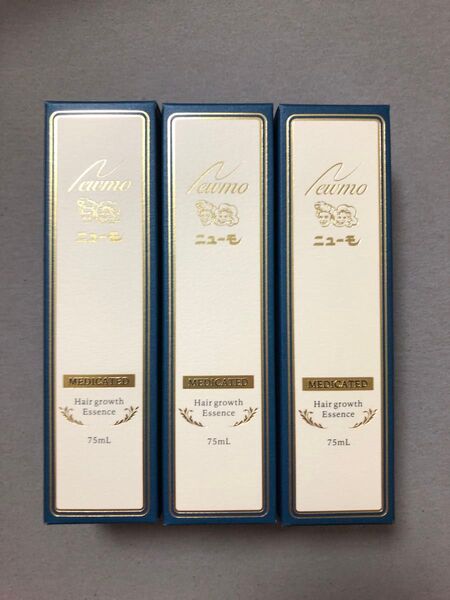 Newmo
ニューモ
MEDICATED
Hair growth
Essence
75mL
Newmo
ニューモ
MEDICATED
Hair growth
Essence
75mL
Newmo
ニューモ
MEDICATED
Hair growth
Essence
75mL